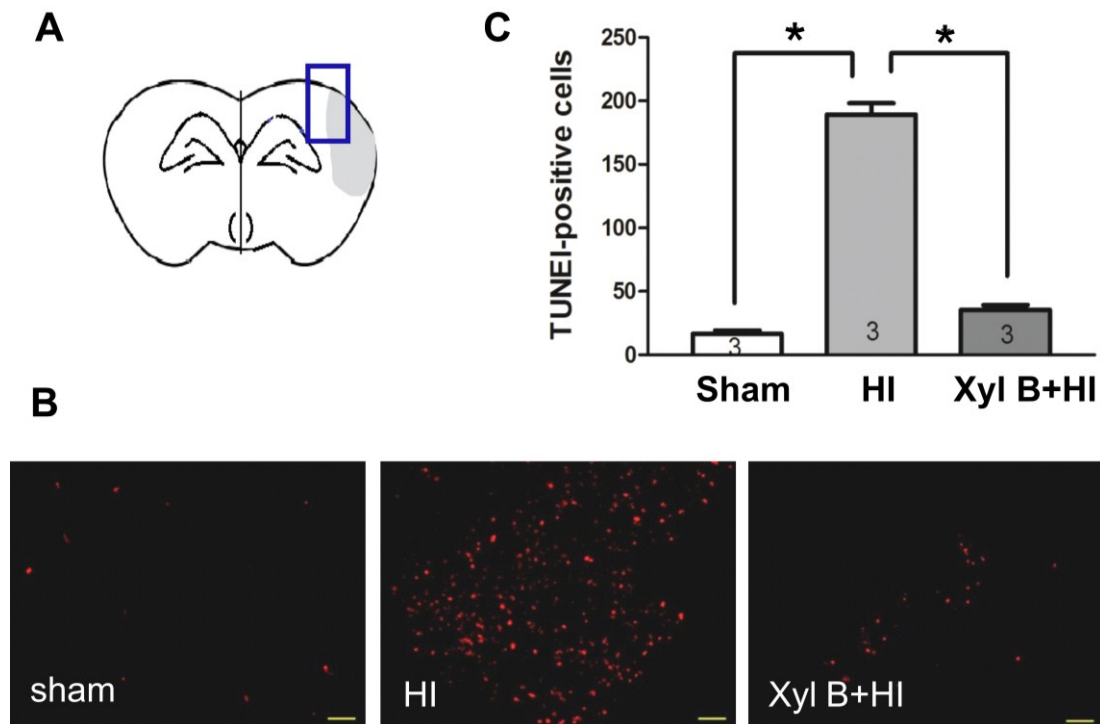 A
C
TUNEl-positive cells
250
200
150
100
50
0
*
*
3
3
3
Sham HI Xyl B+HI
B
sham
HI
Xyl B+HI